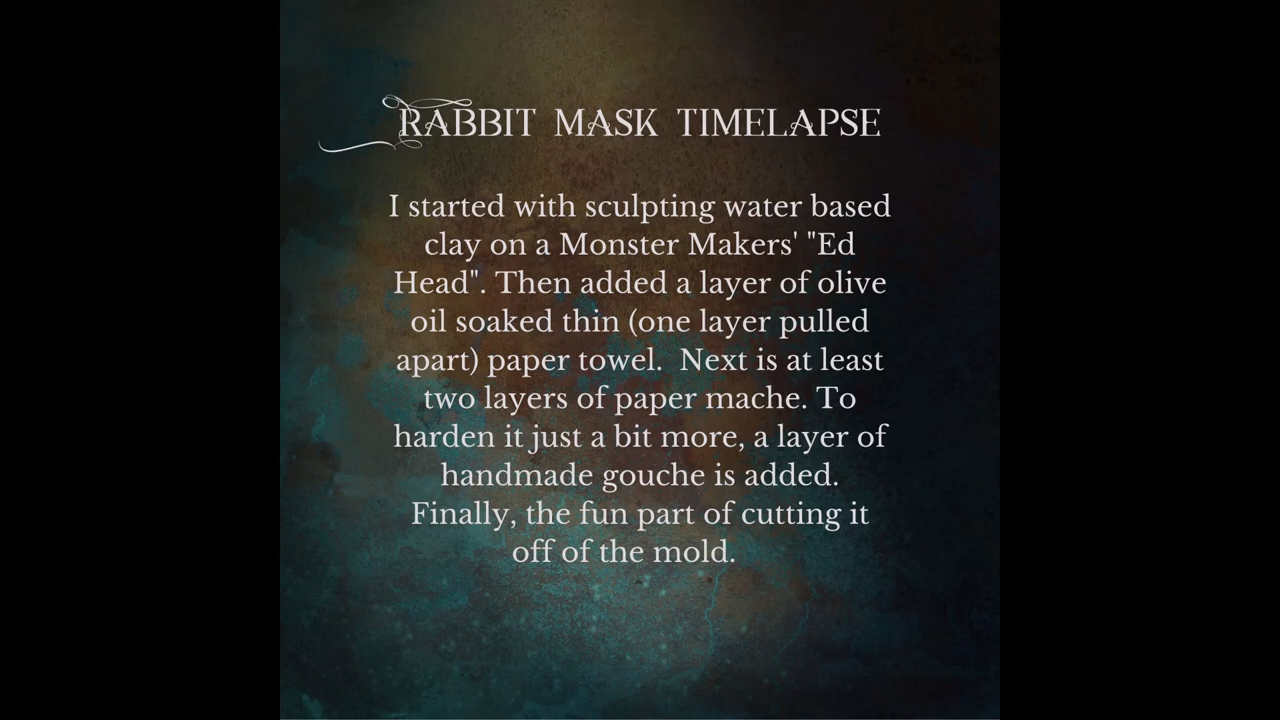 RABBIT MASK TIMELAPSE
I started with sculpting water based
clay on a Monster Makers' "Ed
Head". Then added a layer of olive
oil soaked thin (one layer pulled
apart) paper towel.  Next is at least
two layers of paper mache. To
harden it just a bit more, a layer of
handmade gouche is added.
Finally, the fun part of cutting it
off of the mold.